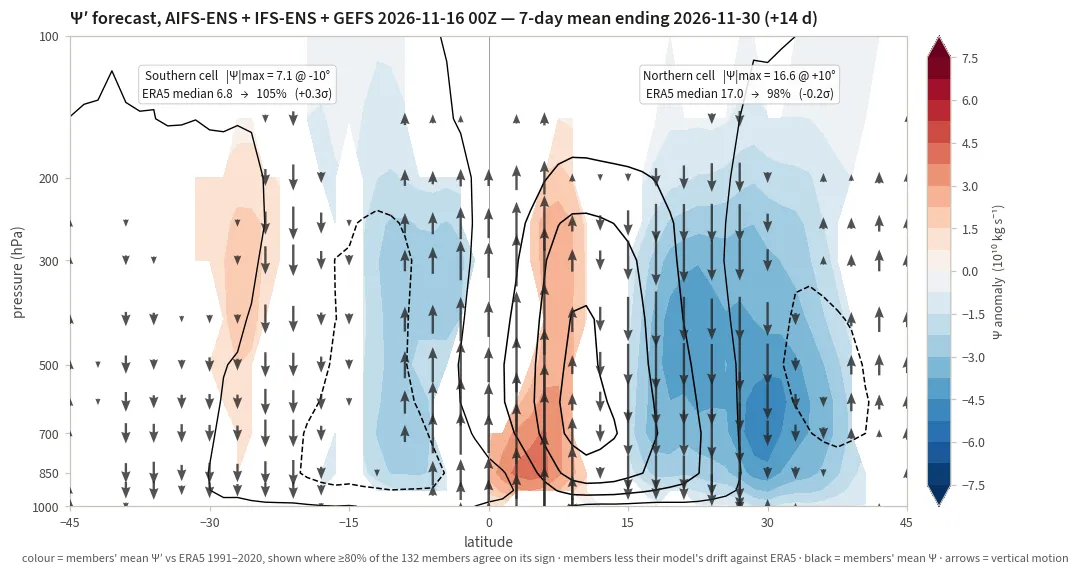 Ψ′ forecast, AIFS-ENS + IFS-ENS + GEFS 2026-11-16 00Z — 7-day mean ending 2026-11-30 (+14 d)
Southern cell |Ψ|max = 7.1 @ -10°
ERA5 median 6.8 → 105% (+0.3σ)
Northern cell |Ψ|max = 16.6 @ +10°
ERA5 median 17.0 → 98% (-0.2σ)
pressure (hPa)
100
200
300
400
500
700
850
1000
−45
−30
−15
0
15
30
45
latitude
7.5
6.0
4.5
3.0
1.5
0.0
−1.5
−3.0
−4.5
−6.0
−7.5
Ψ anomaly (10¹⁰ kg s⁻¹)
colour = members' mean Ψ′ vs ERA5 1991–2020, shown where ≥80% of the 132 members agree on its sign · members less their model's drift against ERA5 · black = members' mean Ψ · arrows = vertical motion